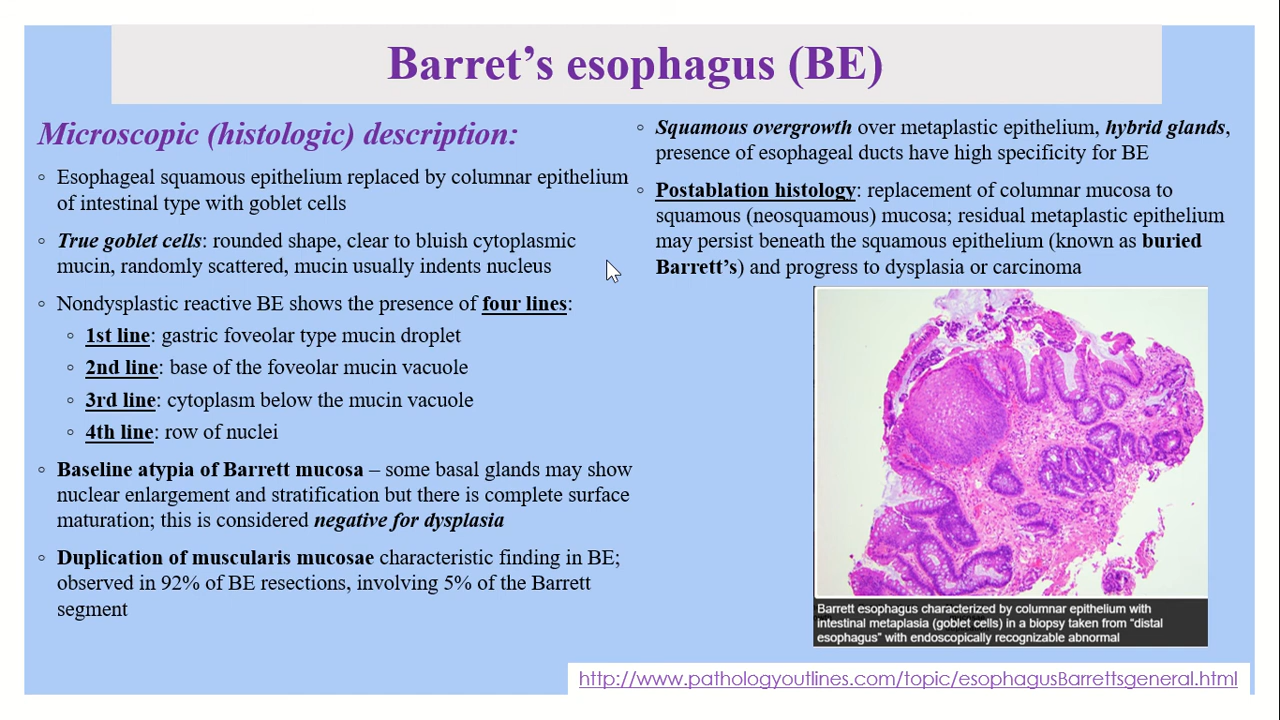 Barret’s esophagus (BE)
Microscopic (histologic) description:
◦ Esophageal squamous epithelium replaced by columnar epithelium
of intestinal type with goblet cells
◦ True goblet cells: rounded shape, clear to bluish cytoplasmic
mucin, randomly scattered, mucin usually indents nucleus
◦ Nondysplastic reactive BE shows the presence of four lines:
◦ 1st line: gastric foveolar type mucin droplet
◦ 2nd line: base of the foveolar mucin vacuole
◦ 3rd line: cytoplasm below the mucin vacuole
◦ 4th line: row of nuclei
◦ Baseline atypia of Barrett mucosa – some basal glands may show
nuclear enlargement and stratification but there is complete surface
maturation; this is considered negative for dysplasia
◦ Duplication of muscularis mucosae characteristic finding in BE;
observed in 92% of BE resections, involving 5% of the Barrett
segment
◦ Squamous overgrowth over metaplastic epithelium, hybrid glands,
presence of esophageal ducts have high specificity for BE
◦ Postablation histology: replacement of columnar mucosa to
squamous (neosquamous) mucosa; residual metaplastic epithelium
may persist beneath the squamous epithelium (known as buried
Barrett’s) and progress to dysplasia or carcinoma
Barrett esophagus characterized by columnar epithelium with
intestinal metaplasia (goblet cells) in a biopsy taken from "distal
esophagus" with endoscopically recognizable abnormal
http://www.pathologyoutlines.com/topic/esophagusBarrettsgeneral.html